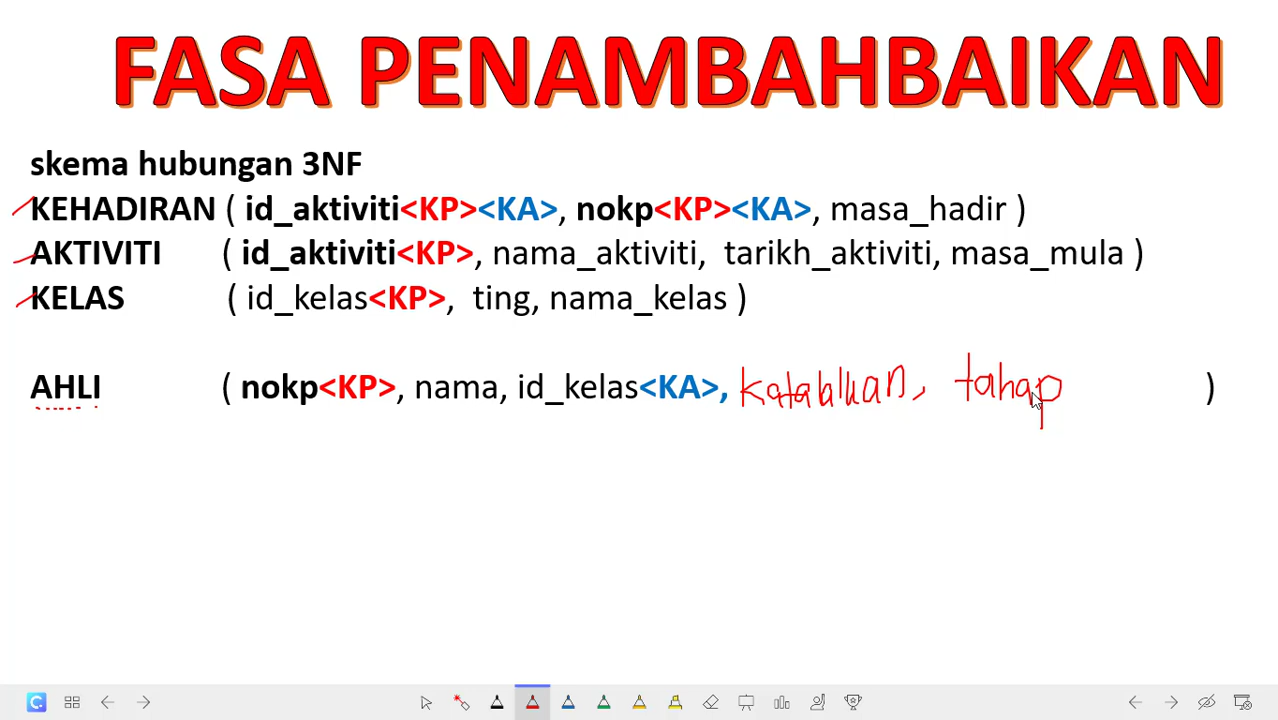 FASA PENAMBAHBAIKAN
skema hubungan 3NF
KEHADIRAN ( id_aktiviti<KP><KA>, nokp<KP><KA>, masa_hadir )
AKTIVITI ( id_aktiviti<KP>, nama_aktiviti, tarikh_aktiviti, masa_mula )
KELAS ( id_kelas<KP>, ting, nama_kelas )
AHLI ( nokp<KP>, nama, id_kelas<KA>, tahap )